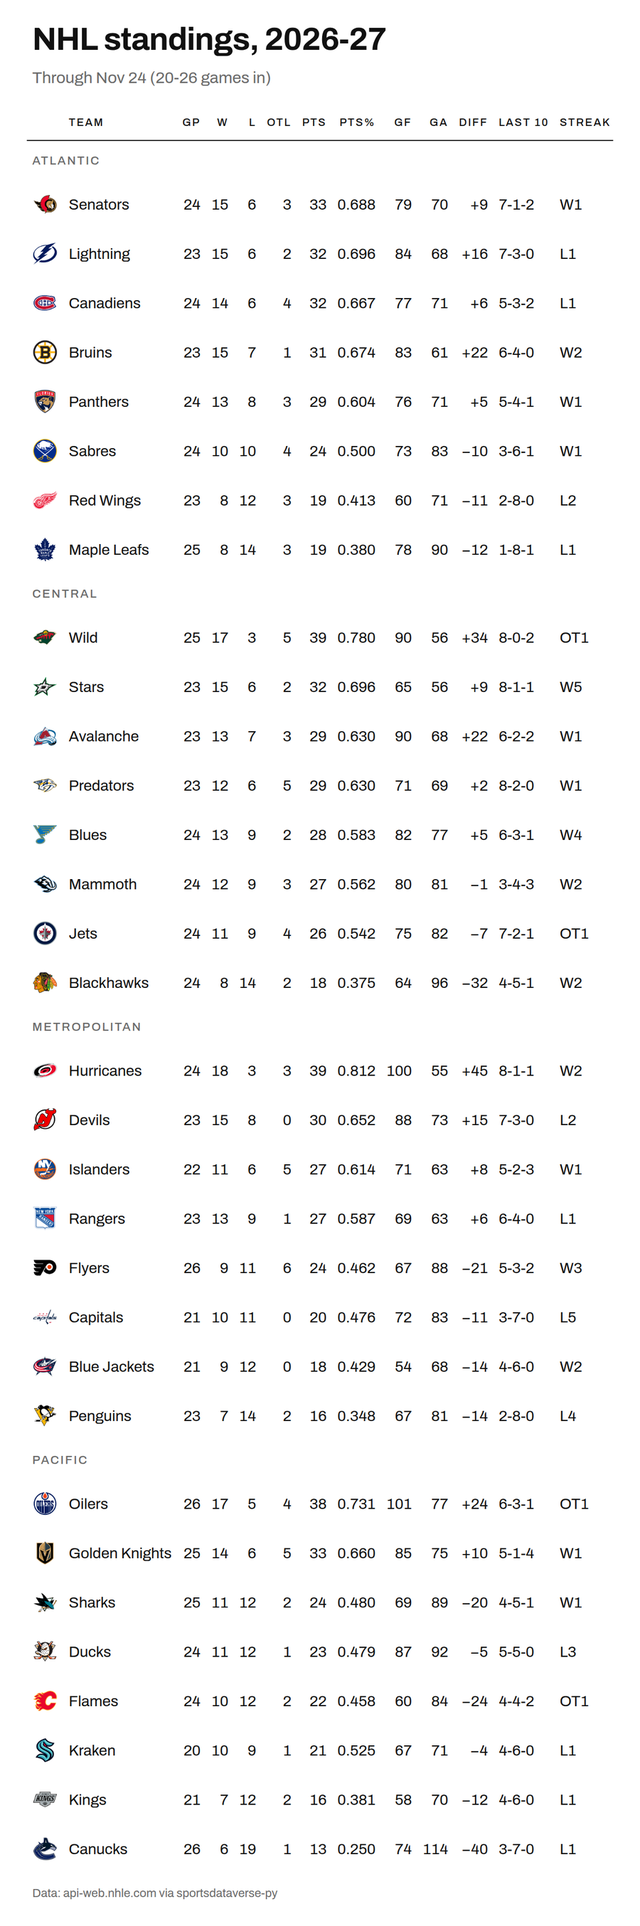 NHL standings, 2026-27
Through Nov 24 (20-26 games in)
TEAM GP W L OTL PTS PTS% GF GA DIFF LAST 10 STREAK
ATLANTIC
Senators 24 15 6 3 33 0.688 79 70 +9 7-1-2 W1
Lightning 23 15 6 2 32 0.696 84 68 +16 7-3-0 L1
Canadiens 24 14 6 4 32 0.667 77 71 +6 5-3-2 L1
Bruins 23 15 7 1 31 0.674 83 61 +22 6-4-0 W2
Panthers 24 13 8 3 29 0.604 76 71 +5 5-4-1 W1
Sabres 24 10 10 4 24 0.500 73 83 −10 3-6-1 W1
Red Wings 23 8 12 3 19 0.413 60 71 −11 2-8-0 L2
Maple Leafs 25 8 14 3 19 0.380 78 90 −12 1-8-1 L1
CENTRAL
Wild 25 17 3 5 39 0.780 90 56 +34 8-0-2 OT1
Stars 23 15 6 2 32 0.696 65 56 +9 8-1-1 W5
Avalanche 23 13 7 3 29 0.630 90 68 +22 6-2-2 W1
Predators 23 12 6 5 29 0.630 71 69 +2 8-2-0 W1
Blues 24 13 9 2 28 0.583 82 77 +5 6-3-1 W4
Mammoth 24 12 9 3 27 0.562 80 81 −1 3-4-3 W2
Jets 24 11 9 4 26 0.542 75 82 −7 7-2-1 OT1
Blackhawks 24 8 14 2 18 0.375 64 96 −32 4-5-1 W2
METROPOLITAN
Hurricanes 24 18 3 3 39 0.812 100 55 +45 8-1-1 W2
Devils 23 15 8 0 30 0.652 88 73 +15 7-3-0 L2
Islanders 22 11 6 5 27 0.614 71 63 +8 5-2-3 W1
Rangers 23 13 9 1 27 0.587 69 63 +6 6-4-0 L1
Flyers 26 9 11 6 24 0.462 67 88 −21 5-3-2 W3
Capitals 21 10 11 0 20 0.476 72 83 −11 3-7-0 L5
Blue Jackets 21 9 12 0 18 0.429 54 68 −14 4-6-0 W2
Penguins 23 7 14 2 16 0.348 67 81 −14 2-8-0 L4
PACIFIC
Oilers 26 17 5 4 38 0.731 101 77 +24 6-3-1 OT1
Golden Knights 25 14 6 5 33 0.660 85 75 +10 5-1-4 W1
Sharks 25 11 12 2 24 0.480 69 89 −20 4-5-1 W1
Ducks 24 11 12 1 23 0.479 87 92 −5 5-5-0 L3
Flames 24 10 12 2 22 0.458 60 84 −24 4-4-2 OT1
Kraken 20 10 9 1 21 0.525 67 71 −4 4-6-0 L1
Kings 21 7 12 2 16 0.381 58 70 −12 4-6-0 L1
Canucks 26 6 19 1 13 0.250 74 114 −40 3-7-0 L1
Data: api-web.nhle.com via sportsdataverse-py